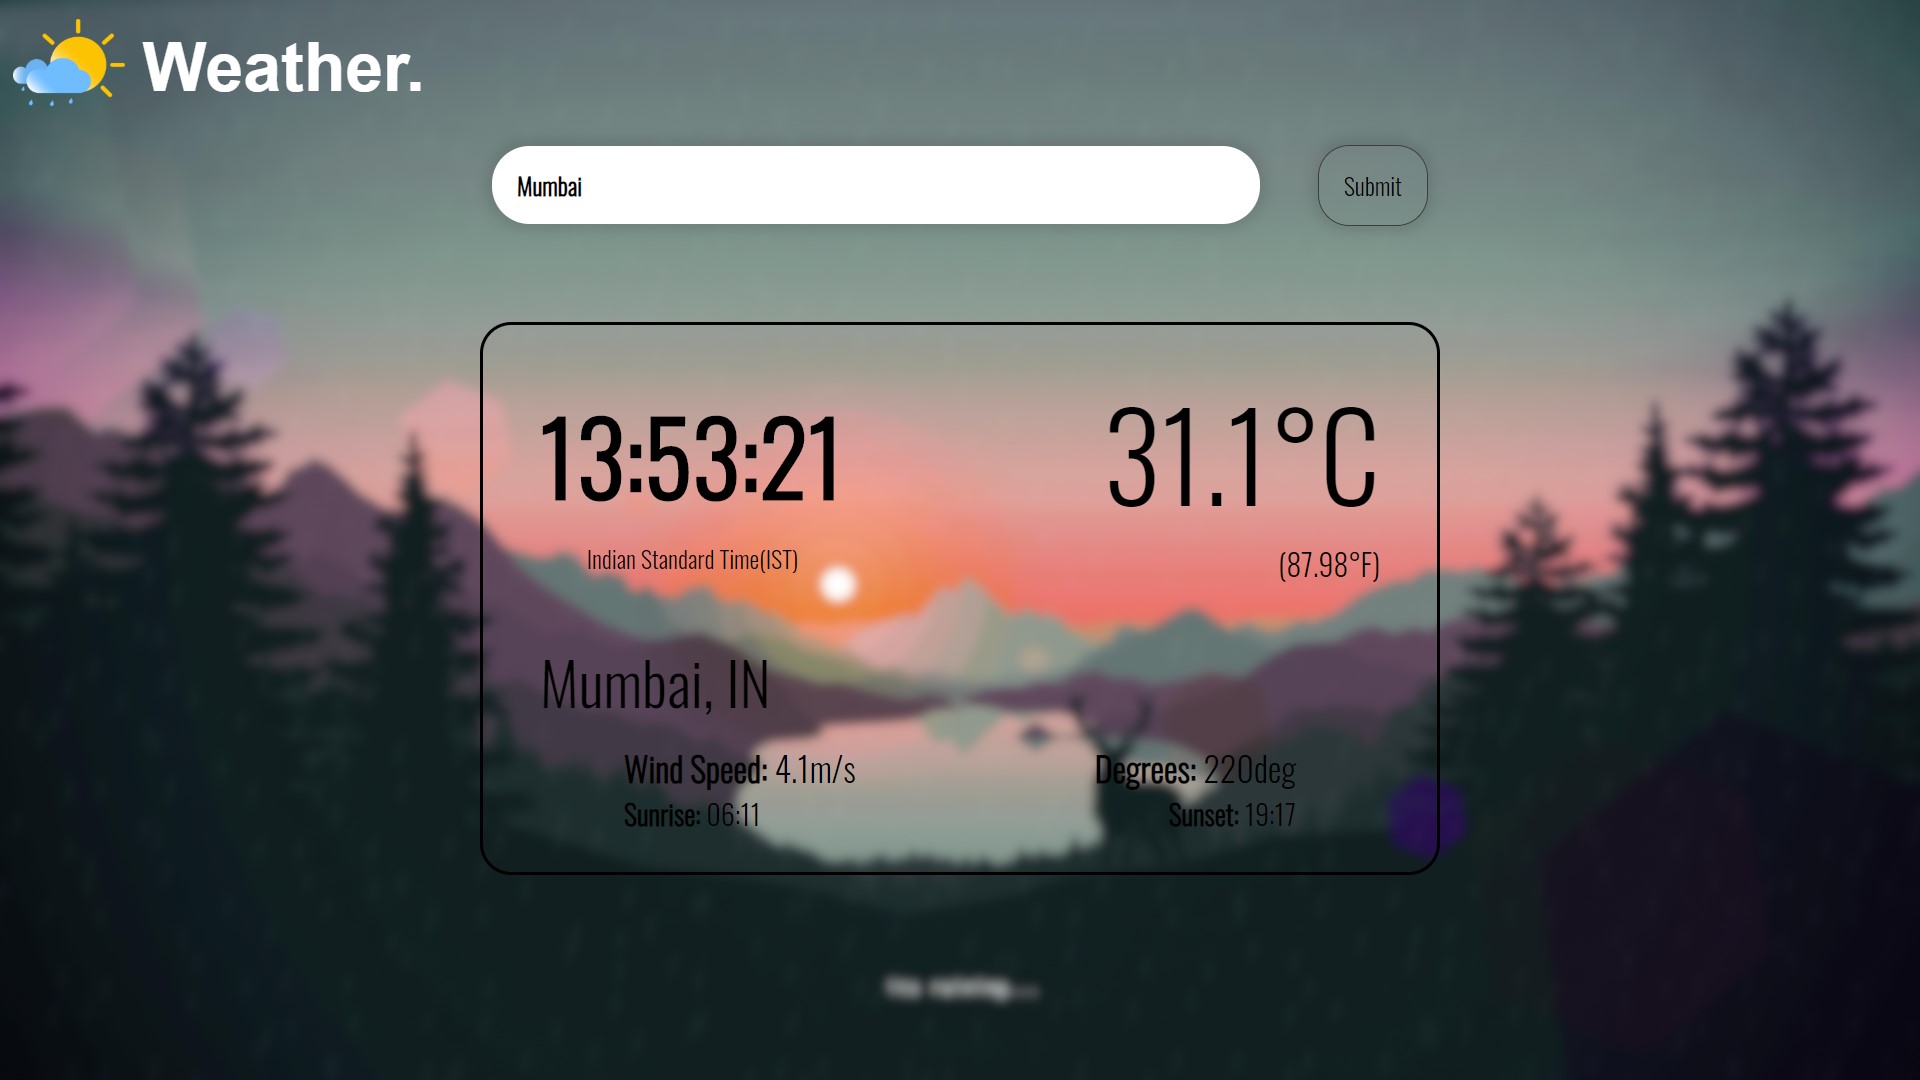 Weather.
Mumbai
Submit
13:53:21
31.1°C
Indian Standard Time(IST)
(87.98°F)
Mumbai, IN
Wind Speed: 4.1m/s
Degrees: 220deg
Sunrise: 06:11
Sunset: 19:17